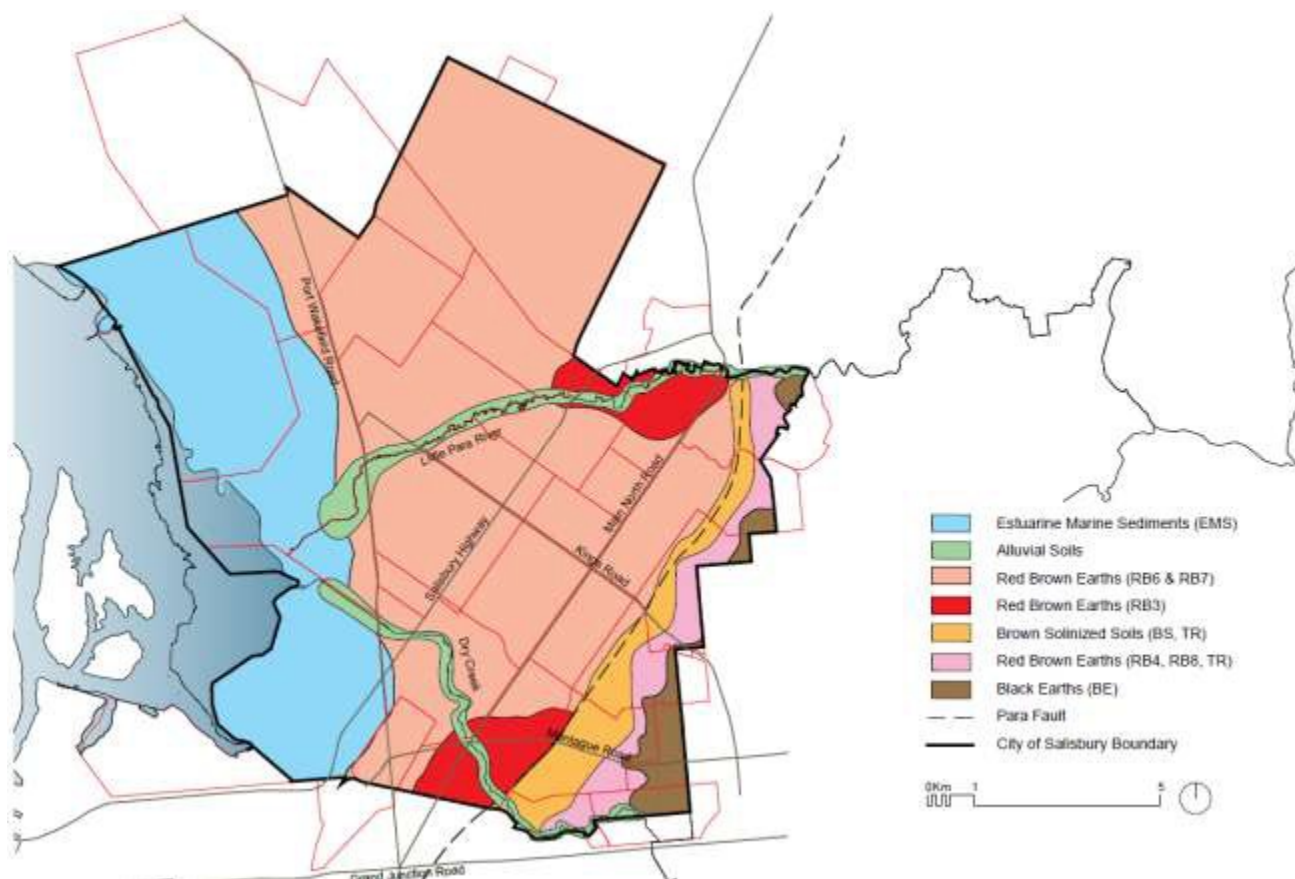 Port Wakefield Road
Little Para River
Main North Road
Salisbury Highway
Kings Road
Dry Creek
Montague Road
Grand Junction Road
Estuarine Marine Sediments (EMS)
Alluvial Soils
Red Brown Earths (RB6 & RB7)
Red Brown Earths (RB3)
Brown Solinized Soils (BS, TR)
Red Brown Earths (RB4, RB8, TR)
Black Earths (BE)
Para Fault
City of Salisbury Boundary
0Km 1 5